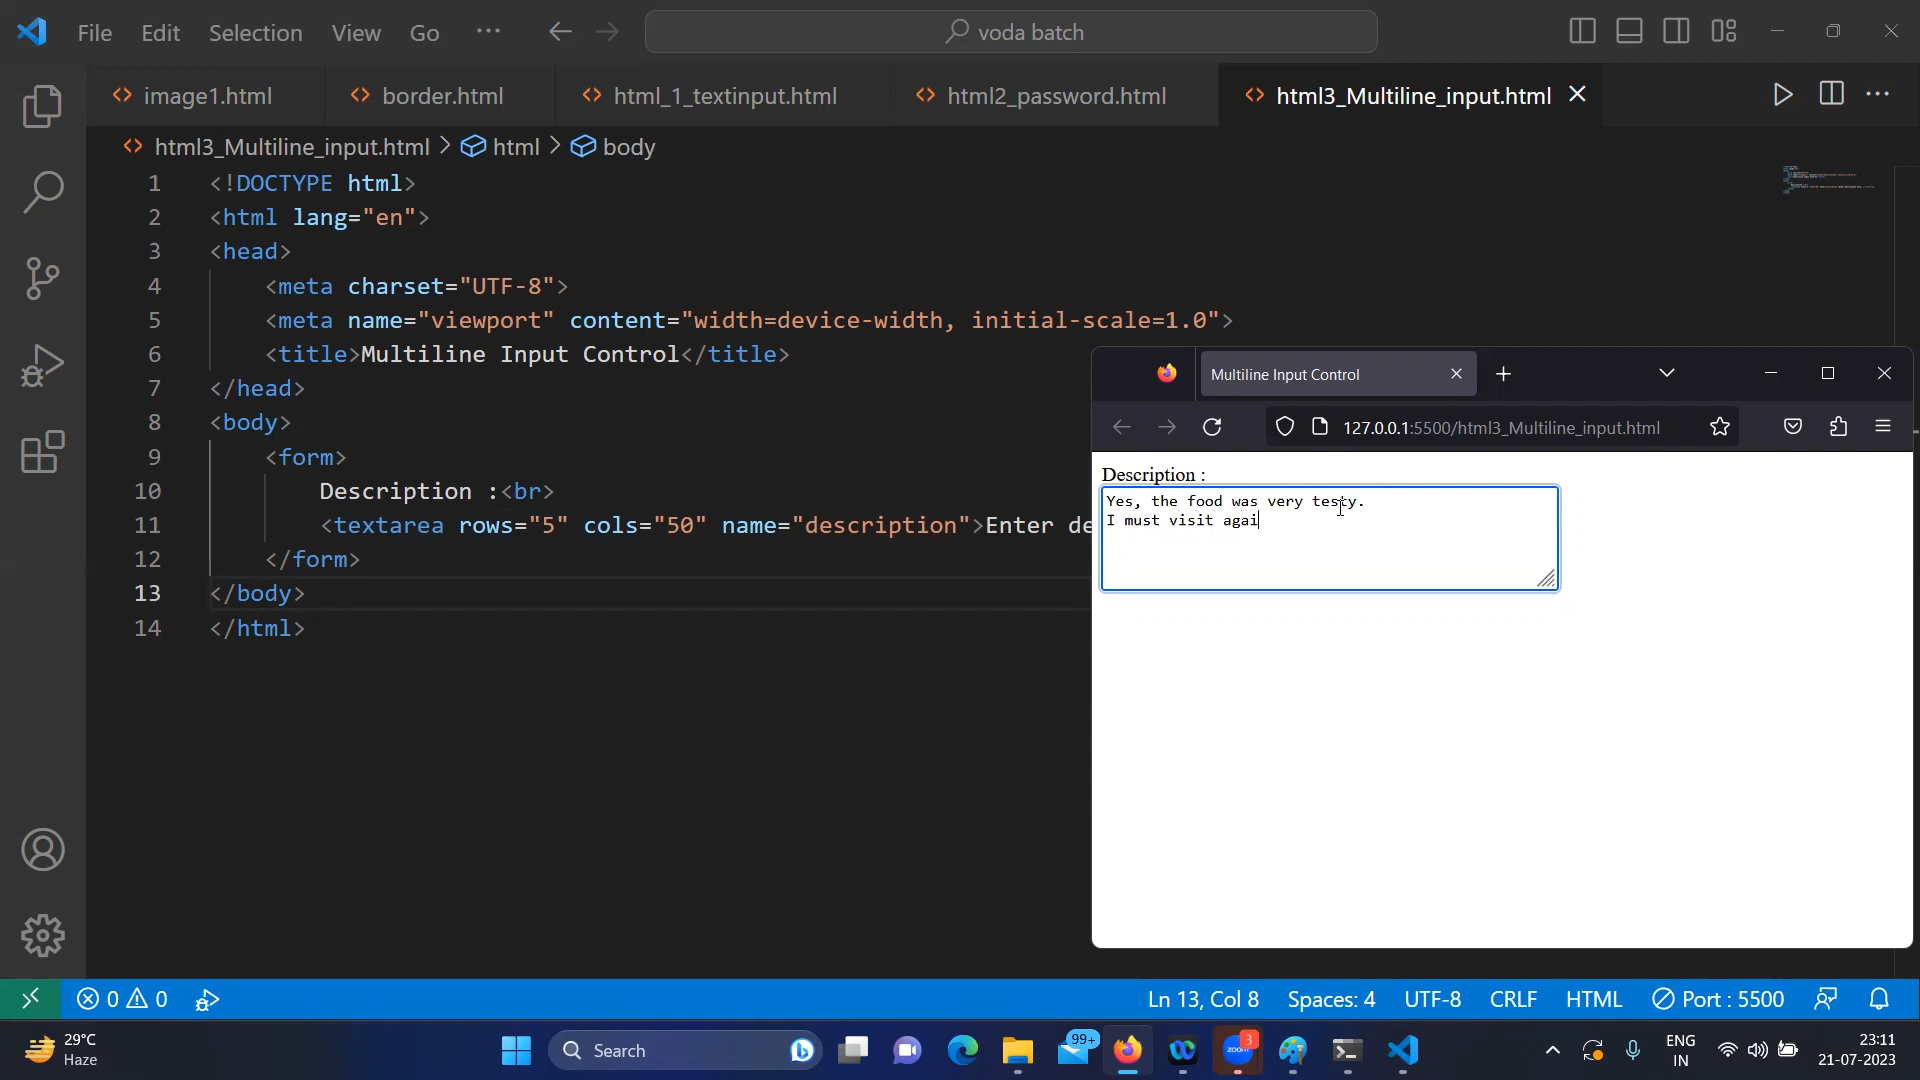 File Edit Selection View Go ··· voda batch
image1.html border.html html_1_textinput.html html2_password.html html3_Multiline_input.html
html3_Multiline_input.html > html > body
1 <!DOCTYPE html>
2 <html lang="en">
3 <head>
4 <meta charset="UTF-8">
5 <meta name="viewport" content="width=device-width, initial-scale=1.0">
6 <title>Multiline Input Control</title>
7 </head>
8 <body>
9 <form>
10 Description :<br>
11 <textarea rows="5" cols="50" name="description">Enter de
12 </form>
13 </body>
14 </html>
Multiline Input Control
127.0.0.1:5500/html3_Multiline_input.html
Description :
Yes, the food was very testy.
I must visit agai
0 0 Ln 13, Col 8 Spaces: 4 UTF-8 CRLF HTML Port : 5500
29°C
Haze
Search
99+
zoom
3
ENG
IN
23:11
21-07-2023